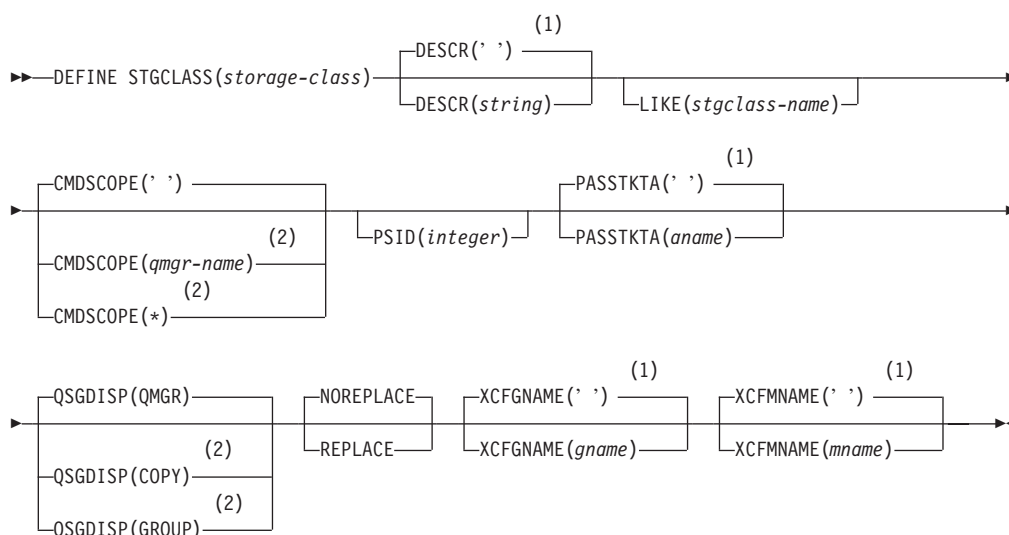 (1)
DESCR(' ')
DEFINE STGCLASS(storage-class)
DESCR(string)
LIKE(stgclass-name)
(1)
CMDSCOPE(' ')
PASSTKTA(' ')
(2)
PSID(integer)
PASSTKTA(aname)
CMDSCOPE(qmgr-name)
(2)
CMDSCOPE(*)
(1)
(1)
QSGDISP(QMGR)
NOREPLACE
XCFGNAME(' ')
XCFMNAME(' ')
(2)
REPLACE
XCFGNAME(gname)
XCFMNAME(mname)
QSGDISP(COPY)
(2)
QSGDISP(GROUP)